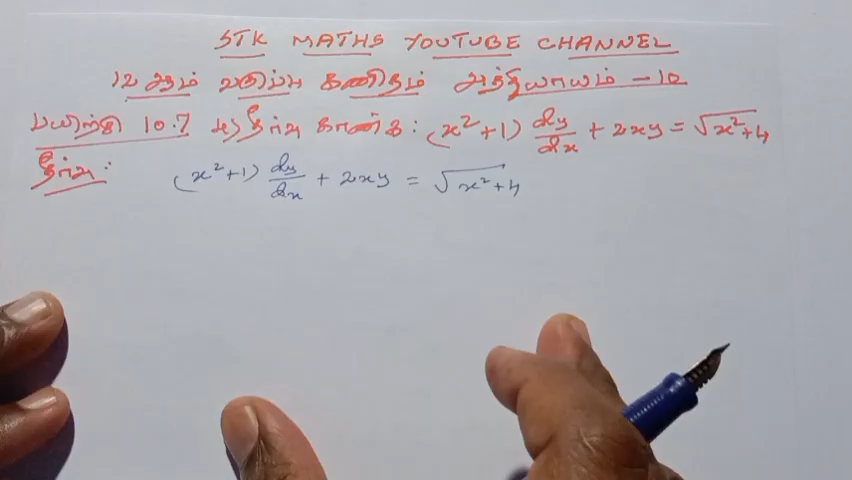 STK MATHS YOUTUBE CHANNEL
12 ஆம் வகுப்பு கணிதம் அத்தியாயம் - 10
பயிற்சி 10.7 தீர்வு காண்க: (x²+1) dy/dx + 2xy = √x²+4
தீர்வு:
(x²+1) dy/dx + 2xy = √x²+4